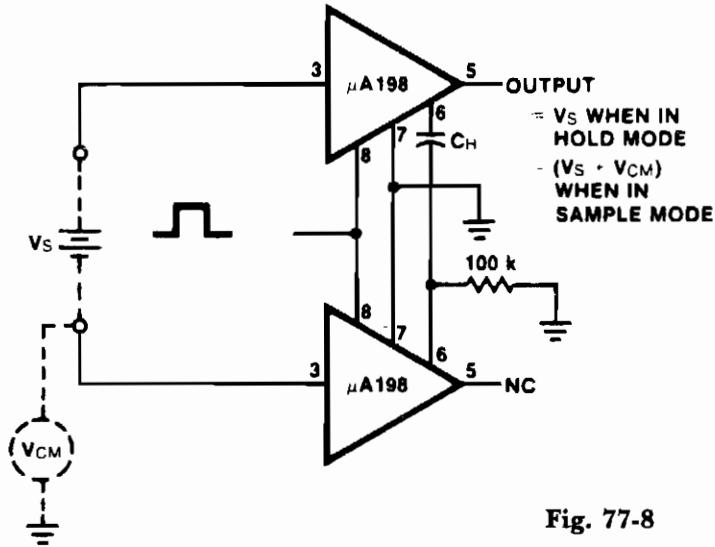 3
μA198
5
OUTPUT
= VS WHEN IN
HOLD MODE
- (VS + VCM)
WHEN IN
SAMPLE MODE
6
7
8
CH
VS
100 k
8
7
6
3
μA198
5
NC
VCM
Fig. 77-8